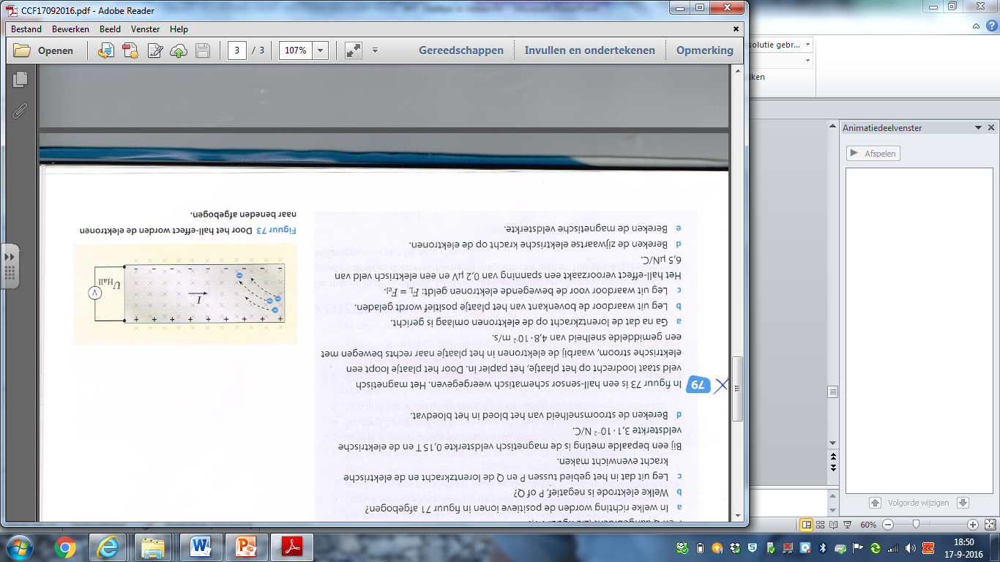 CCF17092016.pdf - Adobe Reader
Bestand Bewerken Beeld Venster Help
Openen 3 / 3 107% Gereedschappen Invullen en ondertekenen Opmerking
a In welke richting worden de positieve ionen in figuur 71 afgebogen?
b Welke elektrode is negatief, P of Q?
c Leg uit dat in het gebied tussen P en Q de lorentzkracht en de elektrische
kracht evenwicht maken.
Bij een bepaalde meting is de magnetisch veldsterkte 0,15 T en de elektrische
veldsterkte 3,1·10⁻² N/C.
d Bereken de stroomsnelheid van het bloed in het bloedvat.
79 In figuur 73 is een hall-sensor schematisch weergegeven. Het magnetisch
veld staat loodrecht op het plaatje, het papier in. Door het plaatje loopt een
elektrische stroom, waarbij de elektronen in het plaatje naar rechts bewegen met
een gemiddelde snelheid van 4,8·10⁻² m/s.
a Ga na dat de lorentzkracht op de elektronen omlaag is gericht.
b Leg uit waardoor de bovenkant van het plaatje positief wordt geladen.
c Leg uit waardoor voor de bewegende elektronen geldt: FL = Fel.
Het hall-effect veroorzaakt een spanning van 0,2 µV en een elektrisch veld van
6,5 µN/C.
d Bereken de zijwaartse elektrische kracht op de elektronen.
e Bereken de magnetische veldsterkte.
I
V
UHall
Figuur 73 Door het hall-effect worden de elektronen
naar beneden afgebogen.
solutie gebr...
iken
Animatiedeelvenster
Afspelen
Volgorde wijzigen
60%
18:50
17-9-2016